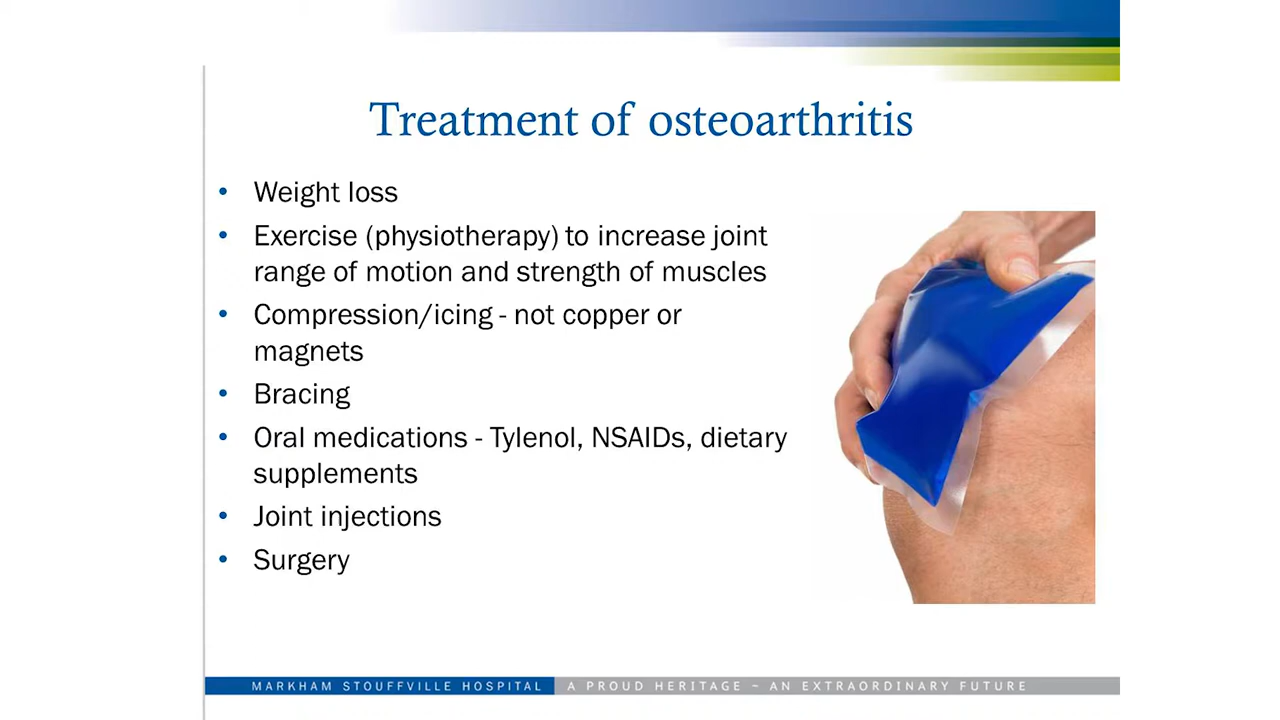 Treatment of osteoarthritis
• Weight loss
• Exercise (physiotherapy) to increase joint
range of motion and strength of muscles
• Compression/icing - not copper or
magnets
• Bracing
• Oral medications - Tylenol, NSAIDs, dietary
supplements
• Joint injections
• Surgery
MARKHAM STOUFFVILLE HOSPITAL A PROUD HERITAGE ~ AN EXTRAORDINARY FUTURE